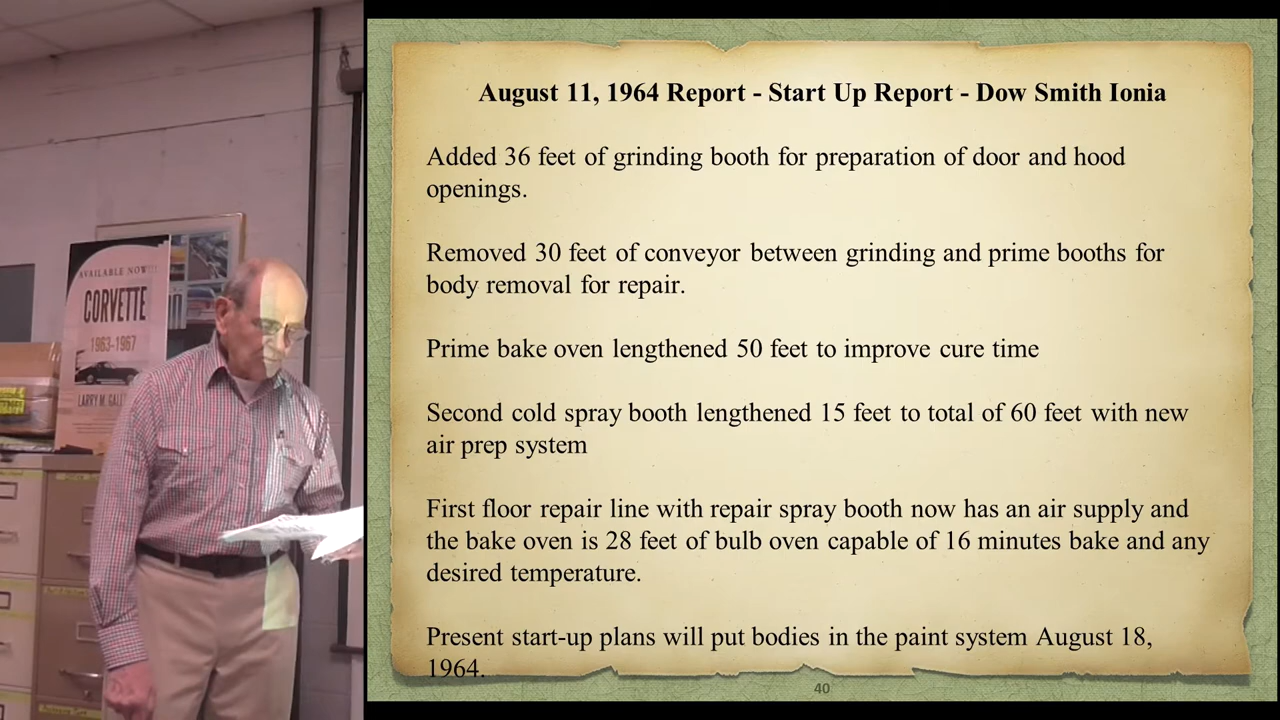 AVAILABLE NOW!!!
CORVETTE
1963-1967
LARRY M. GAL
August 11, 1964 Report - Start Up Report - Dow Smith Ionia
Added 36 feet of grinding booth for preparation of door and hood
openings.
Removed 30 feet of conveyor between grinding and prime booths for
body removal for repair.
Prime bake oven lengthened 50 feet to improve cure time
Second cold spray booth lengthened 15 feet to total of 60 feet with new
air prep system
First floor repair line with repair spray booth now has an air supply and
the bake oven is 28 feet of bulb oven capable of 16 minutes bake and any
desired temperature.
Present start-up plans will put bodies in the paint system August 18,
1964.
40